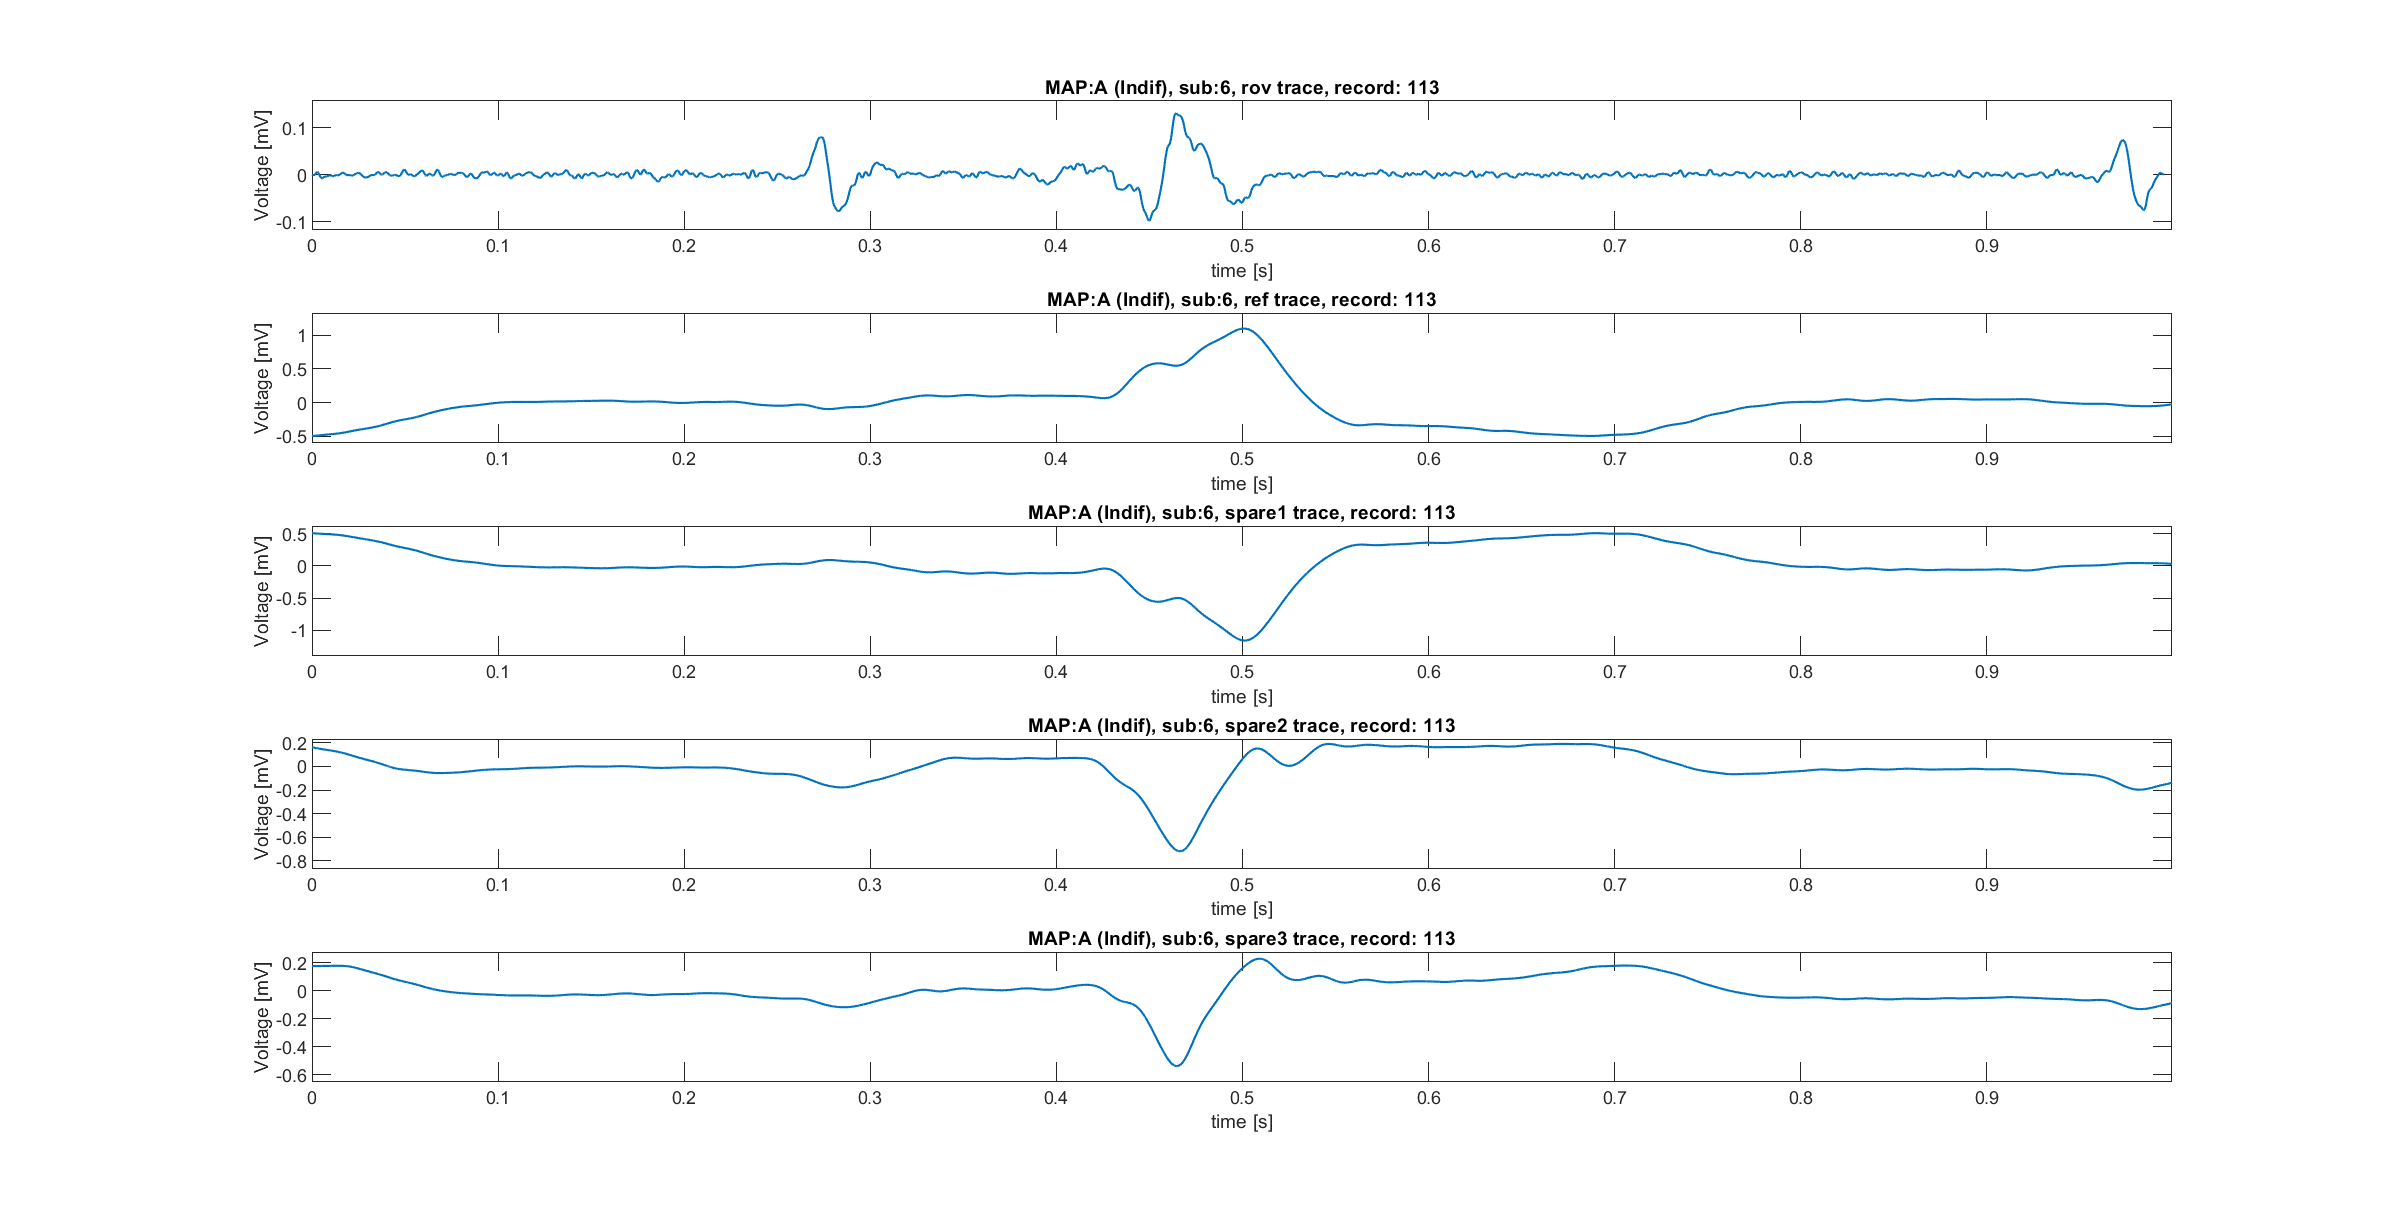 MAP:A (Indif), sub:6, rov trace, record: 113
Voltage [mV]
0.1
0
-0.1
0 0.1 0.2 0.3 0.4 0.5 0.6 0.7 0.8 0.9
time [s]
MAP:A (Indif), sub:6, ref trace, record: 113
Voltage [mV]
1
0.5
0
-0.5
0 0.1 0.2 0.3 0.4 0.5 0.6 0.7 0.8 0.9
time [s]
MAP:A (Indif), sub:6, spare1 trace, record: 113
Voltage [mV]
0.5
0
-0.5
-1
0 0.1 0.2 0.3 0.4 0.5 0.6 0.7 0.8 0.9
time [s]
MAP:A (Indif), sub:6, spare2 trace, record: 113
Voltage [mV]
0.2
0
-0.2
-0.4
-0.6
-0.8
0 0.1 0.2 0.3 0.4 0.5 0.6 0.7 0.8 0.9
time [s]
MAP:A (Indif), sub:6, spare3 trace, record: 113
Voltage [mV]
0.2
0
-0.2
-0.4
-0.6
0 0.1 0.2 0.3 0.4 0.5 0.6 0.7 0.8 0.9
time [s]